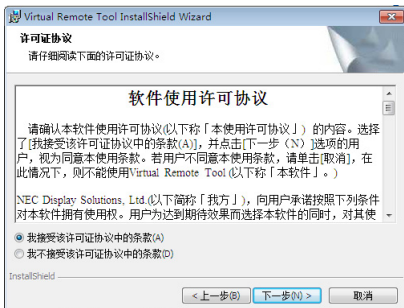 Virtual Remote Tool InstallShield Wizard
许可证协议
请仔细阅读下面的许可证协议。
软件使用许可协议
请确认本软件使用许可协议(以下称「本使用许可协议」) 的内容。选择
了[我接受该许可证协议中的条款(A)]，并点击[下一步（N）]选项的用
户，视为同意本使用条款。若用户不同意本使用条款，请单击[取消]，在
此情况下，则不能使用Virtual Remote Tool (以下称「本软件」。)
NEC Display Solutions, Ltd.(以下简称「我方」)，向用户承诺按照下列条件
对本软件拥有使用权。用户为达到期待效果而选择本软件的同时，对其使
我接受该许可证协议中的条款(A)
我不接受该许可证协议中的条款(D)
InstallShield
< 上一步(B)
下一步(N) >
取消